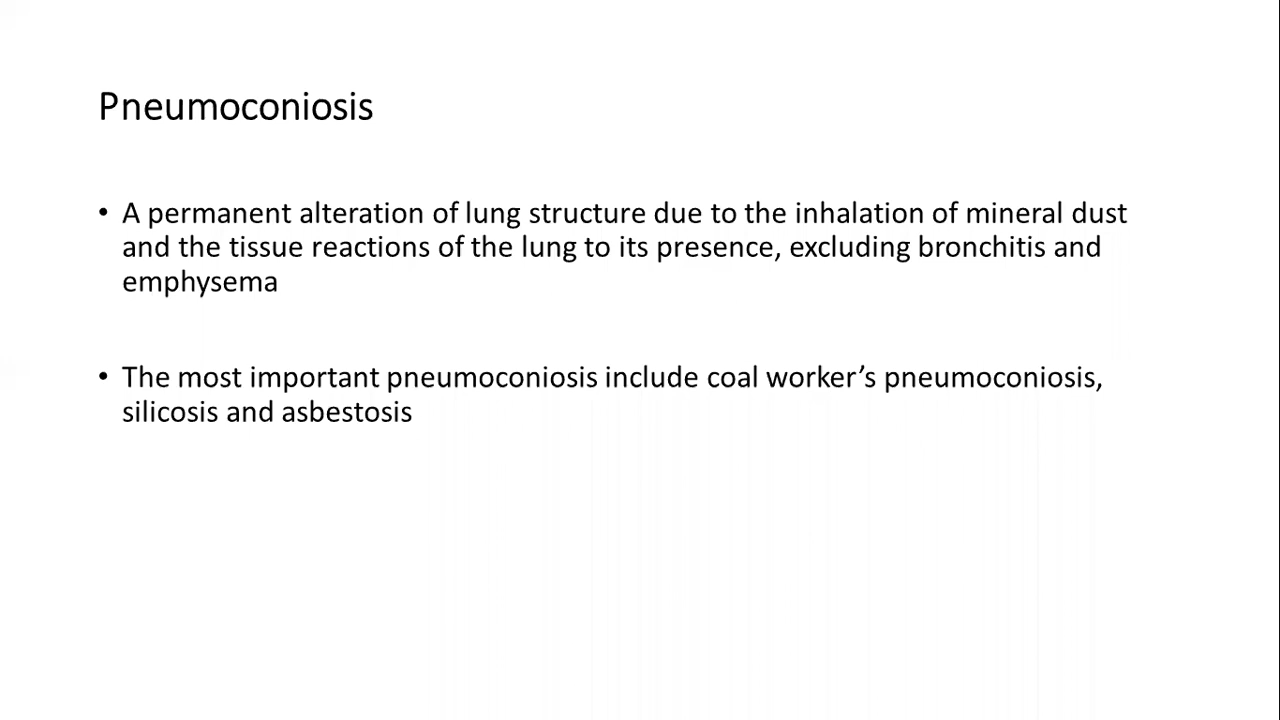 Pneumoconiosis
• A permanent alteration of lung structure due to the inhalation of mineral dust
and the tissue reactions of the lung to its presence, excluding bronchitis and
emphysema
• The most important pneumoconiosis include coal worker’s pneumoconiosis,
silicosis and asbestosis